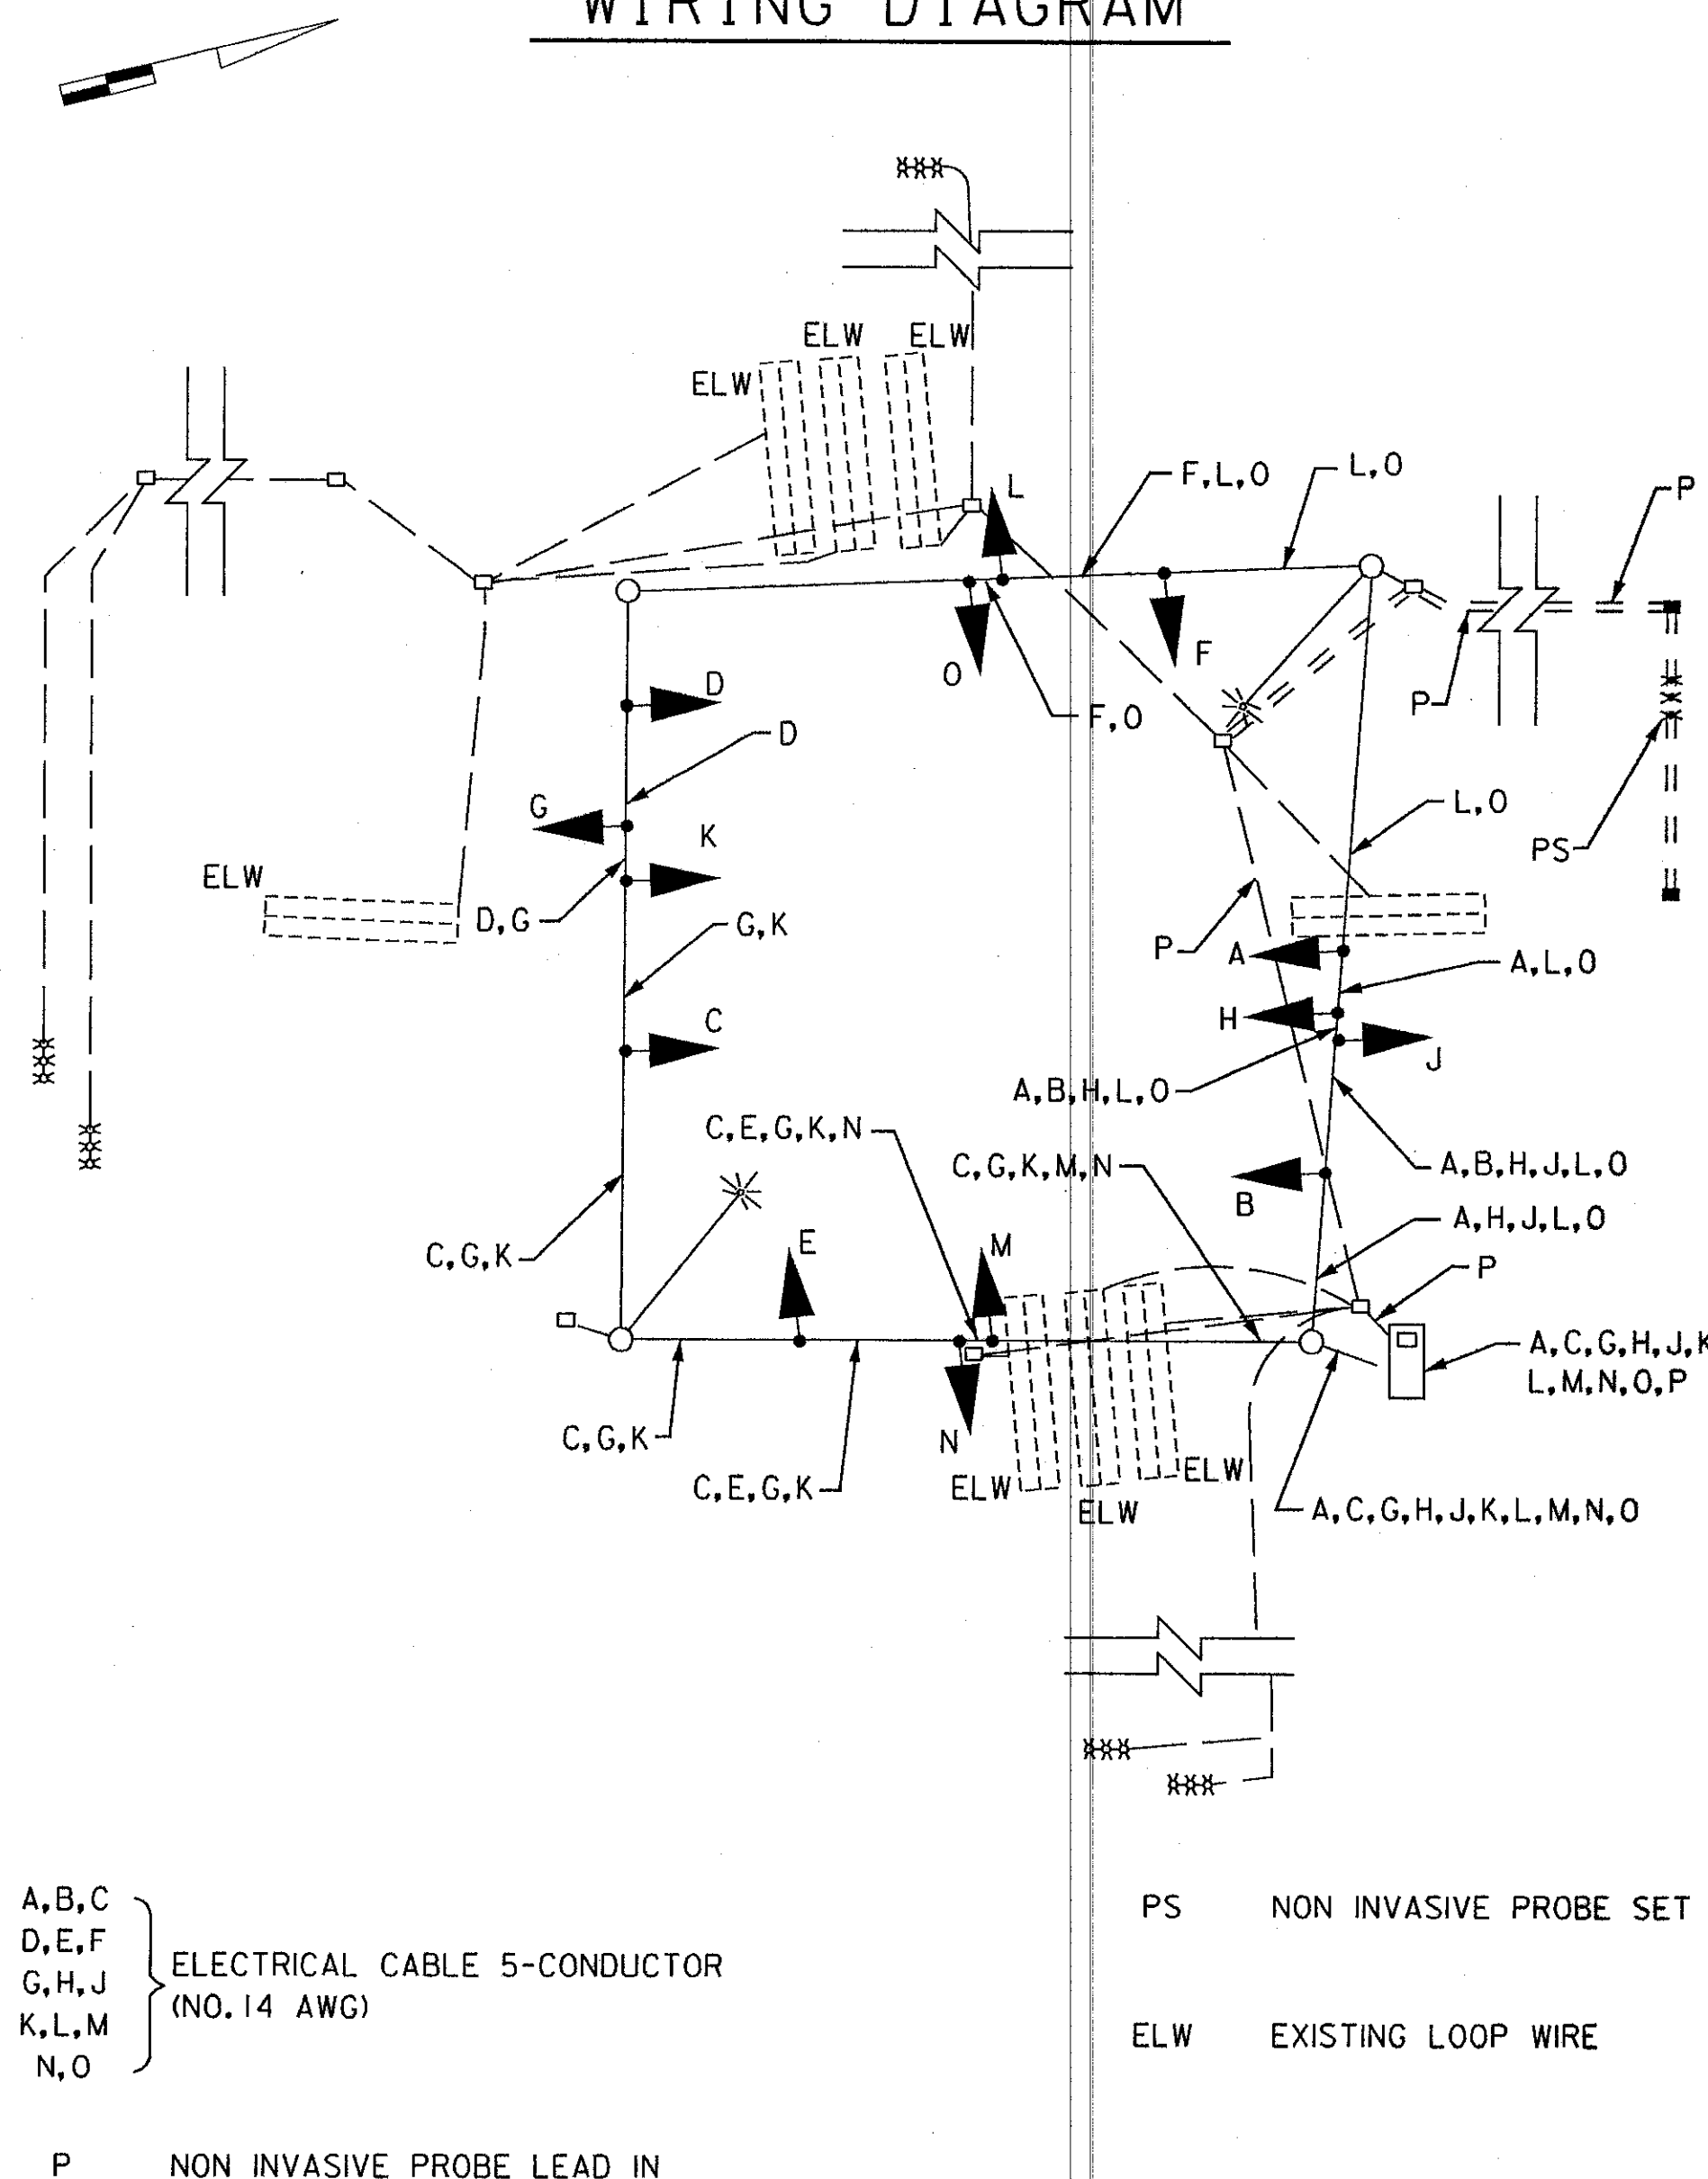 WIRING DIAGRAM
ELW
ELW
ELW
L
F,L,O
L,O
P
O
F
P
F,O
D
D
G
K
L,O
PS
ELW
D,G
G,K
P
A
A,L,O
C
H
J
A,B,H,L,O
C,E,G,K,N
C,G,K,M,N
A,B,H,J,L,O
B
A,H,J,L,O
C,G,K
E
M
P
A,C,G,H,J,K
L,M,N,O,P
C,G,K
N
C,E,G,K
ELW
ELW
ELW
A,C,G,H,J,K,L,M,N,O
A,B,C
D,E,F
G,H,J
K,L,M
N,O
ELECTRICAL CABLE 5-CONDUCTOR
(NO.14 AWG)
PS NON INVASIVE PROBE SET
ELW EXISTING LOOP WIRE
P NON INVASIVE PROBE LEAD IN